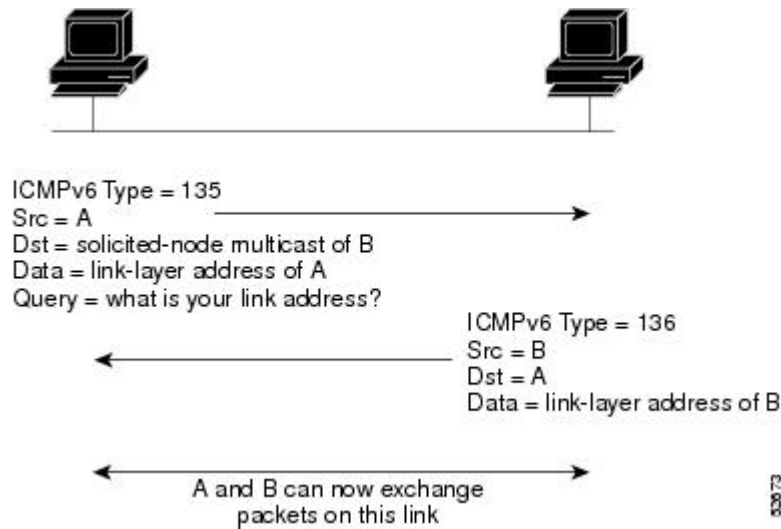 ICMPv6 Type = 135
Src = A
Dst = solicited-node multicast of B
Data = link-layer address of A
Query = what is your link address?
ICMPv6 Type = 136
Src = B
Dst = A
Data = link-layer address of B
A and B can now exchange
packets on this link